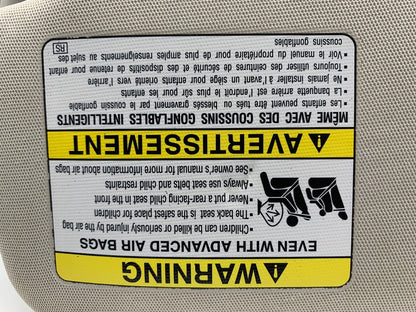 WARNING
EVEN WITH ADVANCED AIR BAGS
• Children can be killed or seriously injured by the air bag
• The back seat is the safest place for children
• Never put a rear-facing child seat in the front
• Always use seat belts and child restraints
• See owner's manual for more information about air bags
AVERTISSEMENT
MÊME AVEC DES COUSSINS GONFLABLES INTELLIGENTS
• Les enfants peuvent être tués ou blessés gravement par le coussin gonflable
• La banquette arrière est l'endroit le plus sûr pour ses enfants
• Ne jamais installer à l'avant un siège pour enfants orienté vers l'arrière
• Toujours utiliser des ceintures de sécurité et des dispositifs de retenue pour enfant
• Voir le manuel du propriétaire pour de plus amples renseignements au sujet des
coussins gonflables
RS